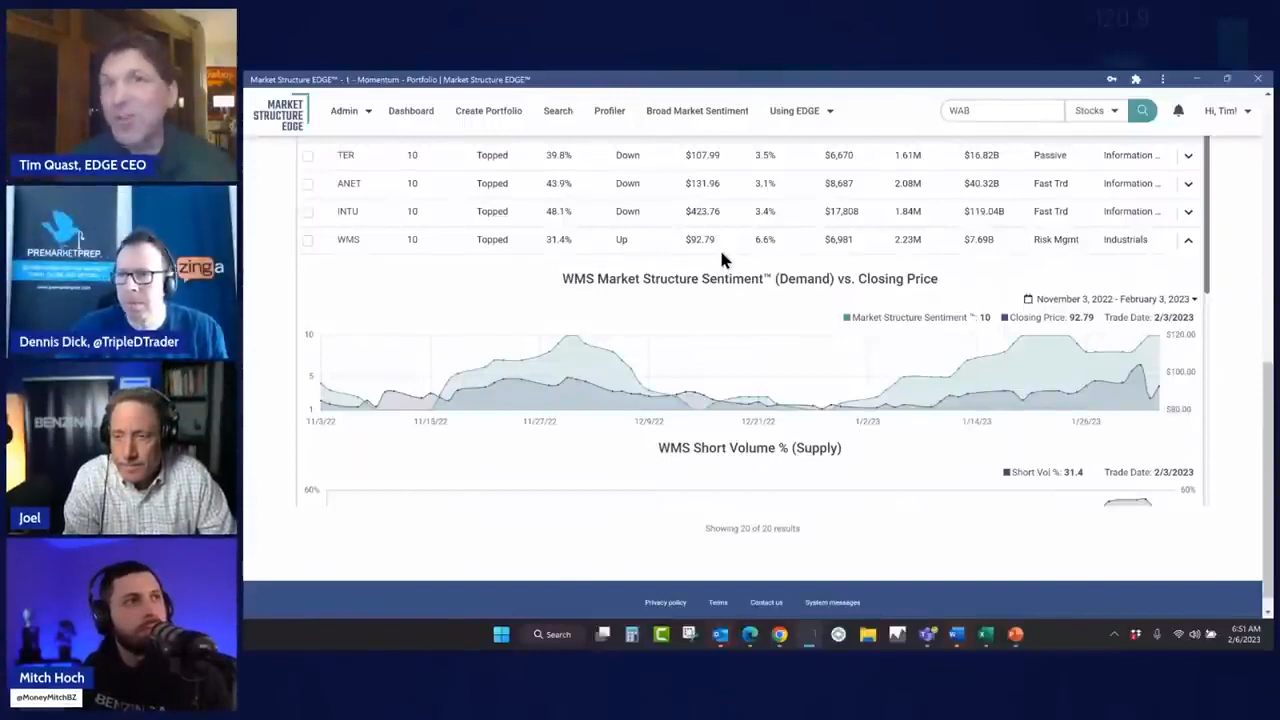 120.9
Tim Quast, EDGE CEO
PREMARKETPREP
zinga
Dennis Dick, @TripleDTrader
BENZING
Joel
Mitch Hoch
@MoneyMitchBZ
BENZINGA
Market Structure EDGE™ - 1 - Momentum - Portfolio | Market Structure EDGE™
MARKET
STRUCTURE
EDGE
Admin Dashboard Create Portfolio Search Profiler Broad Market Sentiment Using EDGE WAB Stocks Hi, Tim!
TER 10 Topped 39.8% Down $107.99 3.5% $6,670 1.61M $16.82B Passive Information ...
ANET 10 Topped 43.9% Down $131.96 3.1% $8,687 2.08M $40.32B Fast Trd Information ...
INTU 10 Topped 48.1% Down $423.76 3.4% $17,808 1.84M $119.04B Fast Trd Information ...
WMS 10 Topped 31.4% Up $92.79 6.6% $6,981 2.23M $7.69B Risk Mgmt Industrials
WMS Market Structure Sentiment™ (Demand) vs. Closing Price
November 3, 2022 - February 3, 2023
Market Structure Sentiment ™: 10 Closing Price: 92.79 Trade Date: 2/3/2023
10 $120.00
5 $100.00
1 $80.00
11/3/22 11/15/22 11/27/22 12/9/22 12/21/22 1/2/23 1/14/23 1/26/23
WMS Short Volume % (Supply)
Short Vol %: 31.4 Trade Date: 2/3/2023
60% 60%
Showing 20 of 20 results
Privacy policy Terms Contact us System messages
Search
6:51 AM
2/6/2023